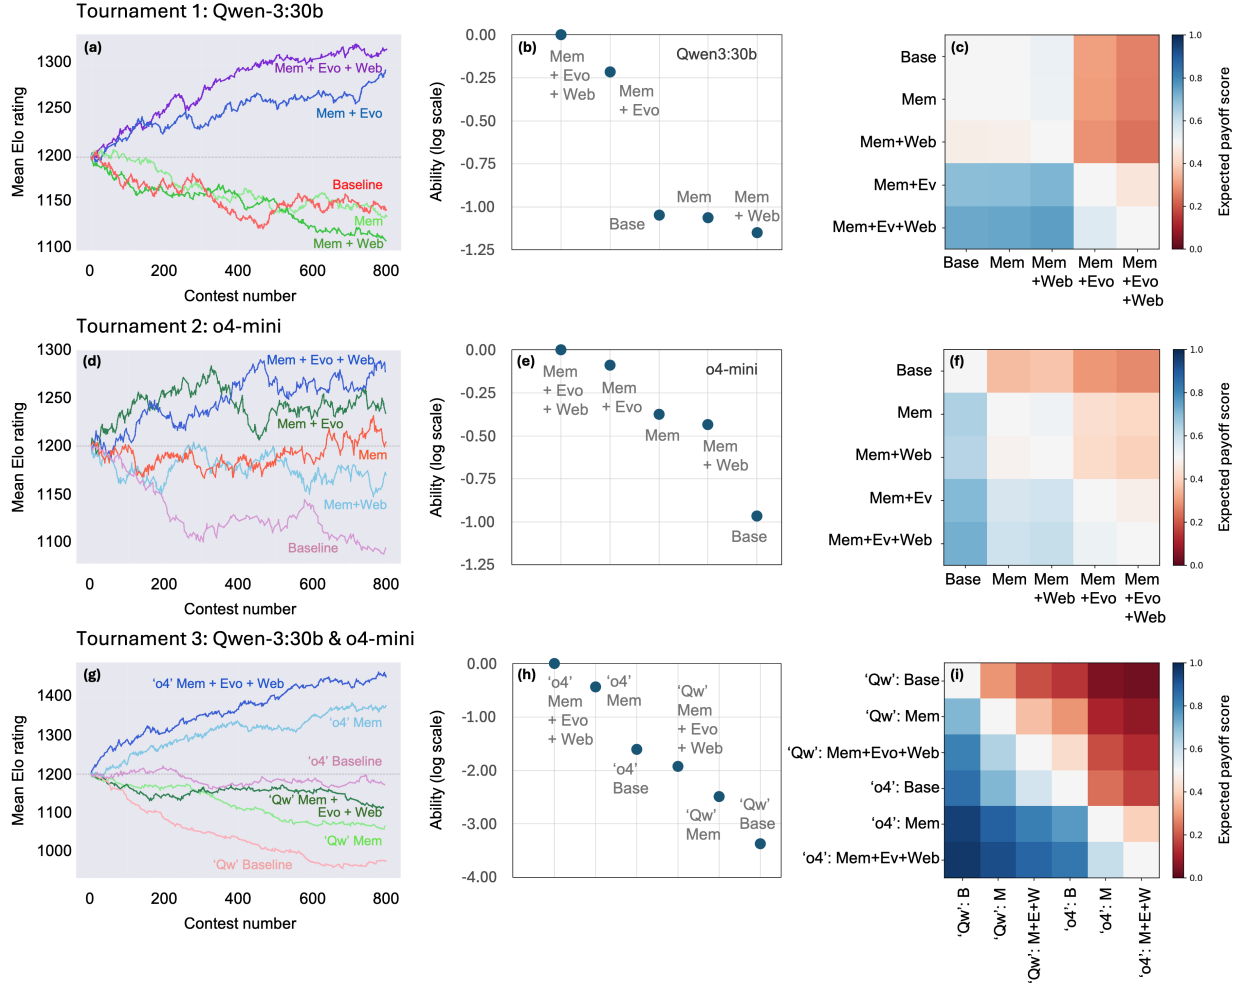 Tournament 1: Qwen-3:30b
(a)
1300
1250
1200
1150
1100
Mean Elo rating
Mem + Evo + Web
Mem + Evo
Baseline
Mem
Mem + Web
0 200 400 600 800
Contest number
(b)
Qwen3:30b
0.00
-0.25
-0.50
-0.75
-1.00
-1.25
Ability (log scale)
Mem
+ Evo
+ Web
Mem
+ Evo
Base
Mem
Mem
+ Web
(c)
Base
Mem
Mem+Web
Mem+Ev
Mem+Ev+Web
Base
Mem
Mem
+Web
Mem
+Evo
Mem
+Evo
+Web
1.0
0.8
0.6
0.4
0.2
0.0
Expected payoff score
Tournament 2: o4-mini
(d)
1300
1250
1200
1150
1100
Mean Elo rating
Mem + Evo + Web
Mem + Evo
Mem
Mem+Web
Baseline
0 200 400 600 800
Contest number
(e)
o4-mini
0.00
-0.25
-0.50
-0.75
-1.00
-1.25
Ability (log scale)
Mem
+ Evo
+ Web
Mem
+ Evo
Mem
Mem
+ Web
Base
(f)
Base
Mem
Mem+Web
Mem+Ev
Mem+Ev+Web
Base
Mem
Mem
+Web
Mem
+Evo
Mem
+Evo
+Web
1.0
0.8
0.6
0.4
0.2
0.0
Expected payoff score
Tournament 3: Qwen-3:30b & o4-mini
(g)
1400
1300
1200
1100
1000
Mean Elo rating
‘o4’ Mem + Evo + Web
‘o4’ Mem
‘o4’ Baseline
‘Qw’ Mem +
Evo + Web
‘Qw’ Mem
‘Qw’ Baseline
0 200 400 600 800
Contest number
(h)
0.00
-1.00
-2.00
-3.00
-4.00
Ability (log scale)
‘o4’
Mem
+ Evo
+ Web
‘o4’
Mem
‘o4’
Base
‘Qw’
Mem
+ Evo
+ Web
‘Qw’
Mem
‘Qw’
Base
(i)
‘Qw’: Base
‘Qw’: Mem
‘Qw’: Mem+Evo+Web
‘o4’: Base
‘o4’: Mem
‘o4’: Mem+Ev+Web
‘Qw’: B
‘Qw’: M
‘Qw’: M+E+W
‘o4’: B
‘o4’: M
‘o4’: M+E+W
1.0
0.8
0.6
0.4
0.2
0.0
Expected payoff score